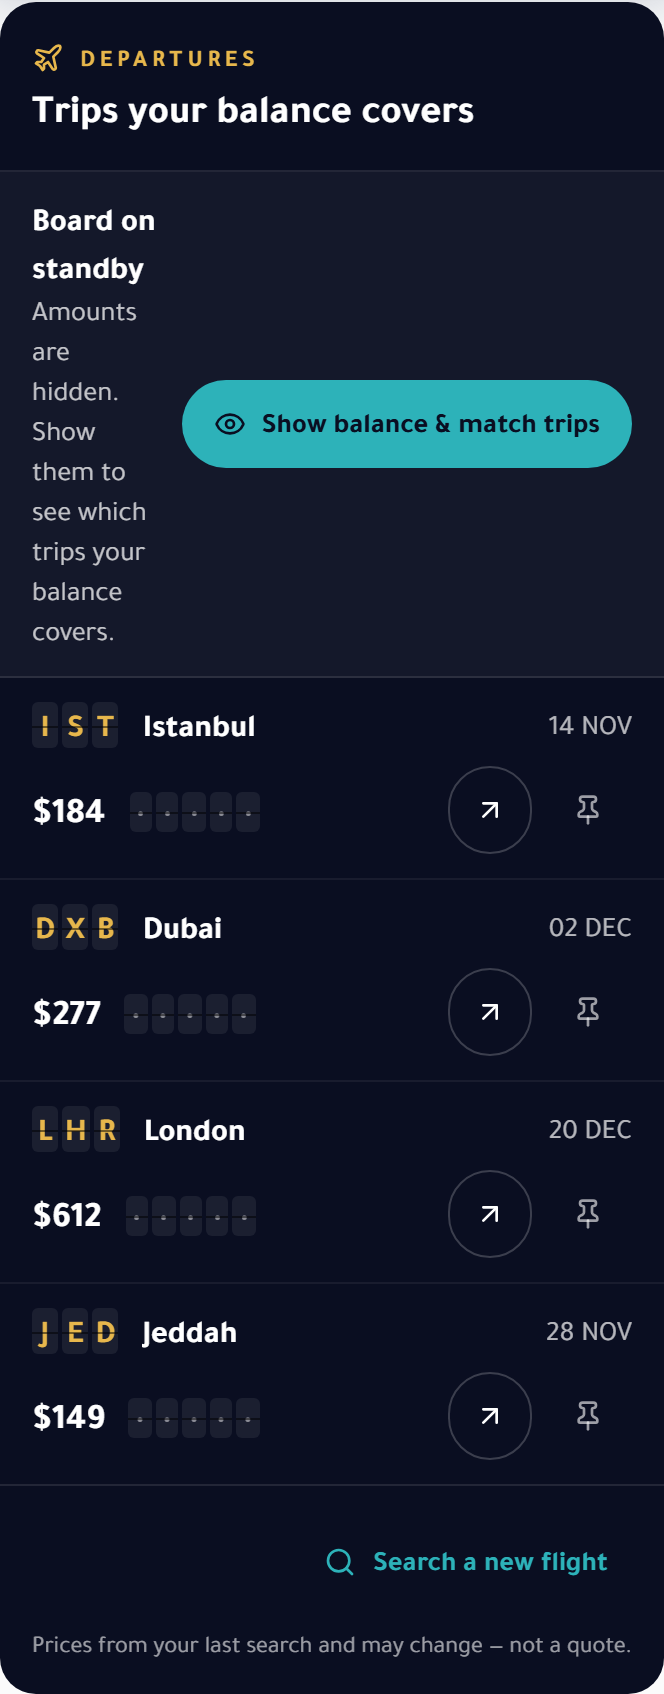 DEPARTURES
Trips your balance covers
Board on
standby
Amounts
are
hidden.
Show
them to
see which
trips your
balance
covers.
Show balance & match trips
IST Istanbul 14 NOV
$184 · · · · ·
DXB Dubai 02 DEC
$277 · · · · ·
LHR London 20 DEC
$612 · · · · ·
JED Jeddah 28 NOV
$149 · · · · ·
Search a new flight
Prices from your last search and may change – not a quote.